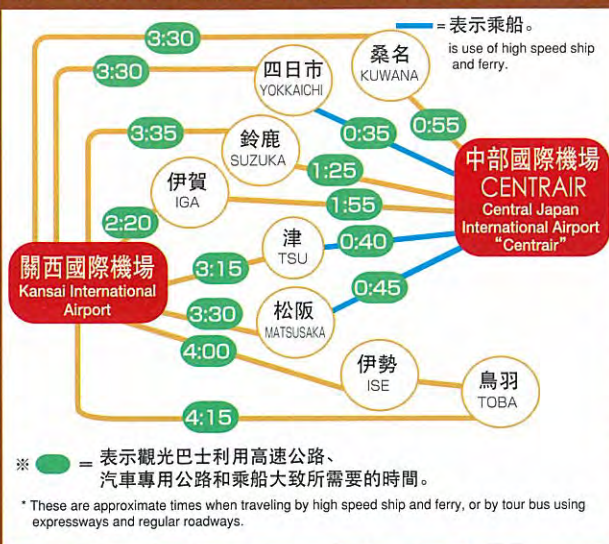 = 表示乘船。
is use of high speed ship
and ferry.
3:30
桑名
KUWANA
3:30
四日市
YOKKAICHI
0:35
0:55
3:35
鈴鹿
SUZUKA
1:25
中部國際機場
CENTRAIR
Central Japan
International Airport
"Centrair"
伊賀
IGA
1:55
2:20
津
TSU
0:40
關西國際機場
Kansai International
Airport
3:15
0:45
3:30
松阪
MATSUSAKA
4:00
伊勢
ISE
鳥羽
TOBA
4:15
※ = 表示觀光巴士利用高速公路、
汽車專用公路和乘船大致所需要的時間。
* These are approximate times when traveling by high speed ship and ferry, or by tour bus using
expressways and regular roadways.